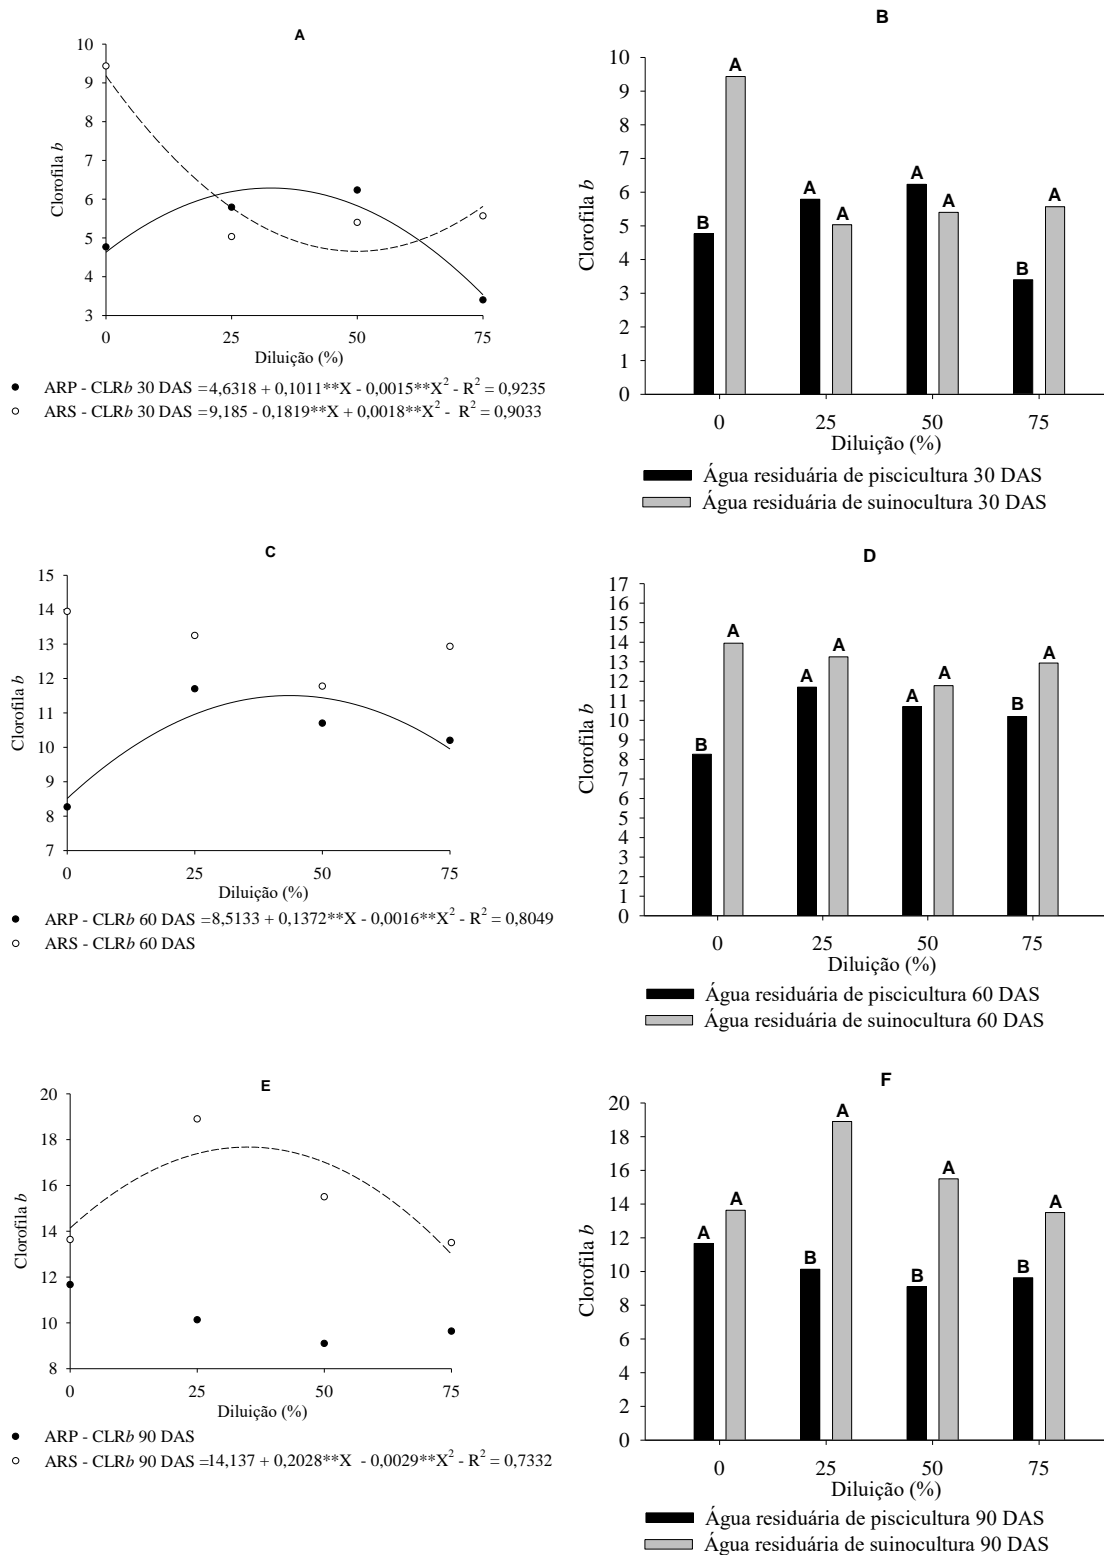 A
10
9
8
7
6
5
4
3
Clorofila b
0 25 50 75
Diluição (%)
ARP - CLRb 30 DAS =4,6318 + 0,1011**X - 0,0015**X² - R² = 0,9235
ARS - CLRb 30 DAS =9,185 - 0,1819**X + 0,0018**X² - R² = 0,9033
B
10
9
8
7
6
5
4
3
2
1
0
Clorofila b
B A A A A A B A
0 25 50 75
Diluição (%)
Água residuária de piscicultura 30 DAS
Água residuária de suinocultura 30 DAS
C
15
14
13
12
11
10
9
8
7
Clorofila b
0 25 50 75
Diluição (%)
ARP - CLRb 60 DAS =8,5133 + 0,1372**X - 0,0016**X² - R² = 0,8049
ARS - CLRb 60 DAS
D
17
16
15
14
13
12
11
10
9
8
7
6
5
4
3
2
1
0
Clorofila b
B A A A A A B A
0 25 50 75
Diluição (%)
Água residuária de piscicultura 60 DAS
Água residuária de suinocultura 60 DAS
E
20
18
16
14
12
10
8
Clorofila b
0 25 50 75
Diluição (%)
ARP - CLRb 90 DAS
ARS - CLRb 90 DAS =14,137 + 0,2028**X - 0,0029**X² - R² = 0,7332
F
20
18
16
14
12
10
8
6
4
2
0
Clorofila b
A A B A B A B A
0 25 50 75
Diluição (%)
Água residuária de piscicultura 90 DAS
Água residuária de suinocultura 90 DAS